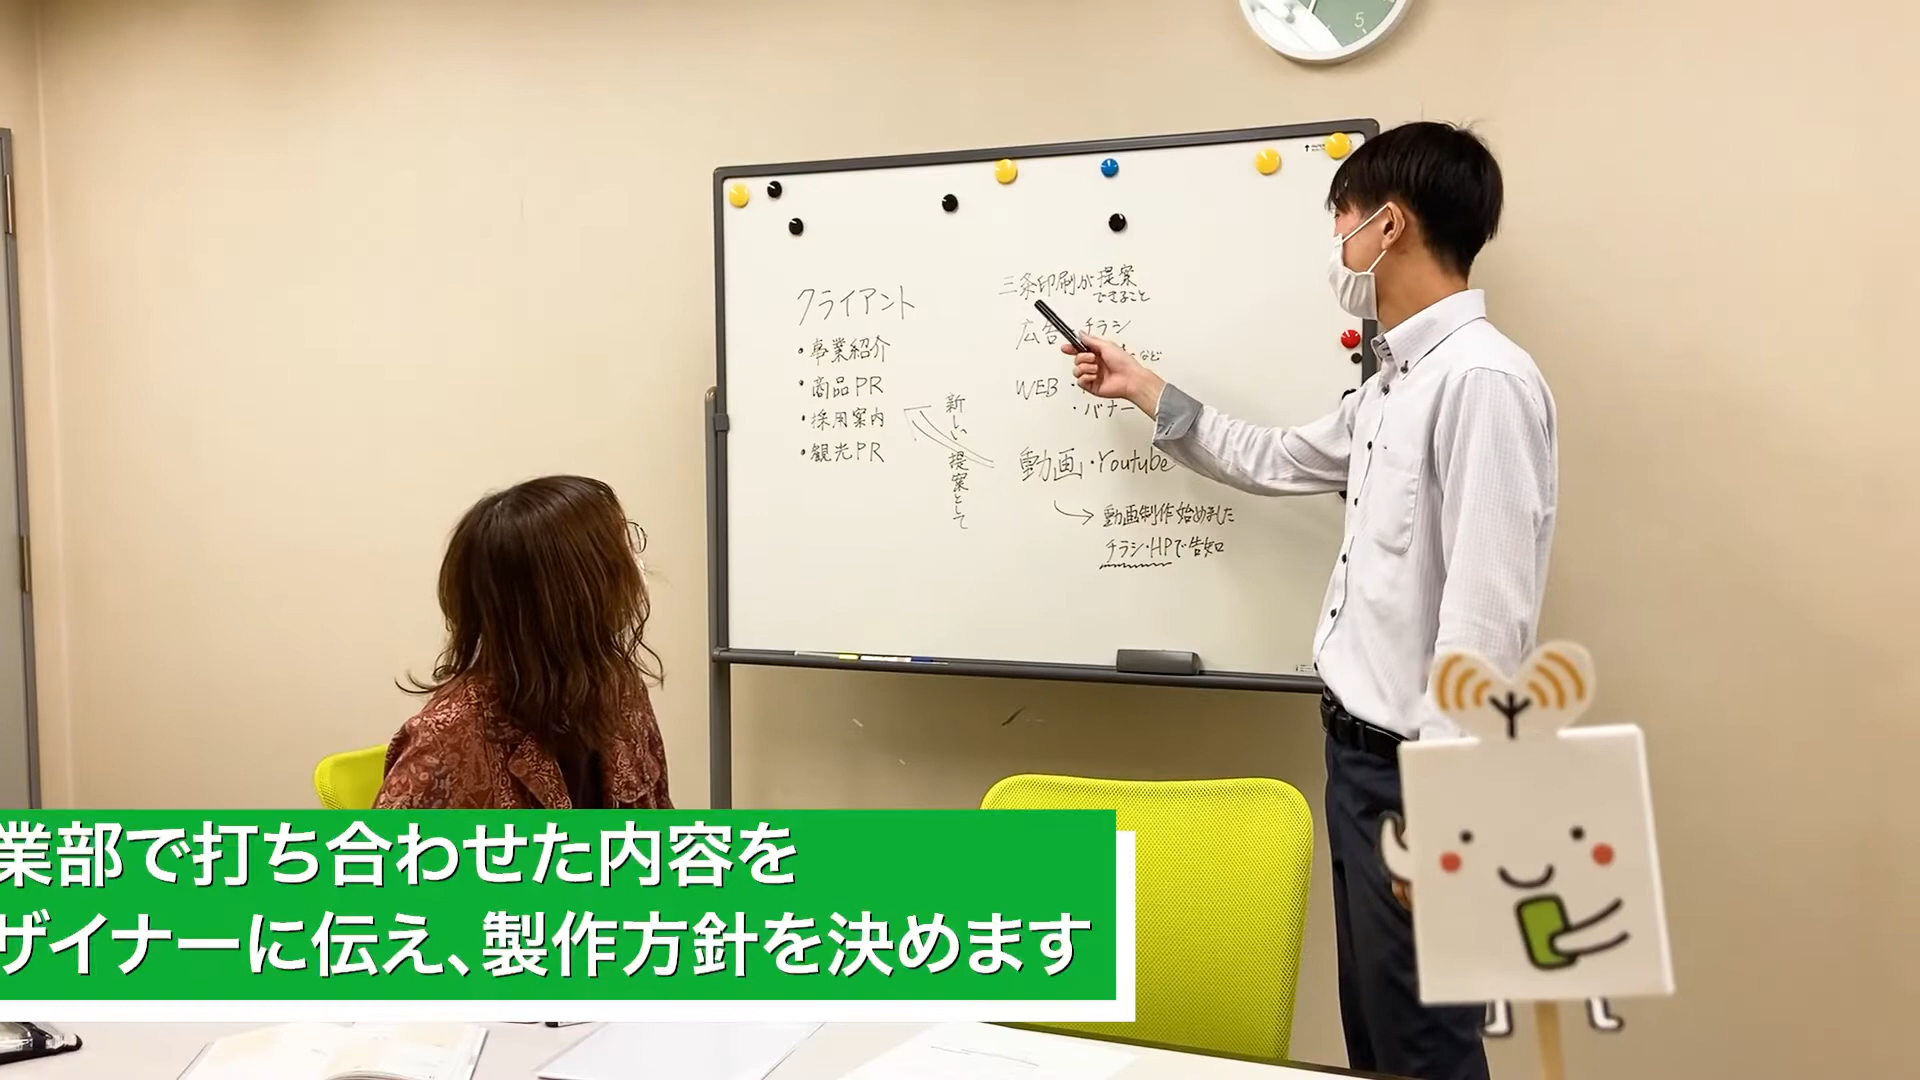 クライアント
・事業紹介
・商品PR
・採用案内
・観光PR
新しい提案として
三条印刷が提案
できること
広告・チラシ
など
WEB・
・バナー
動画・Youtube
動画制作始めました
チラシ・HPで告知
5
業部で打ち合わせた内容を
ザイナーに伝え、製作方針を決めます